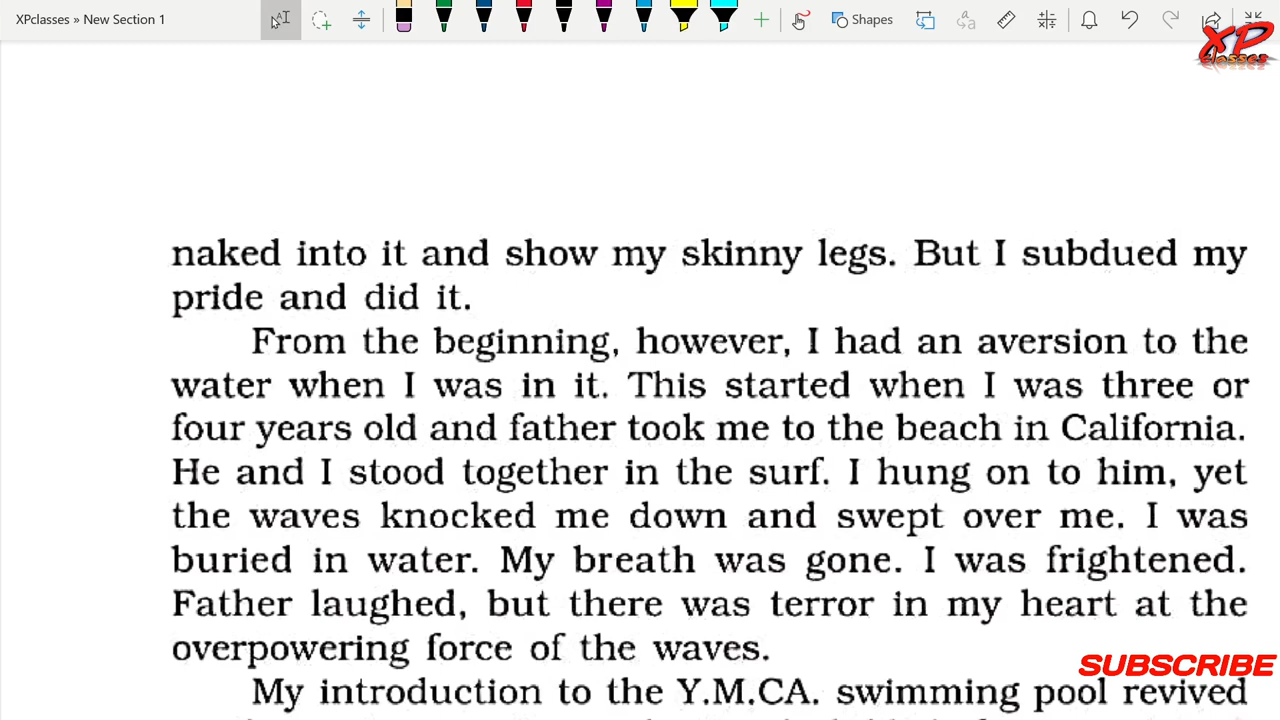 XPclasses » New Section 1
Shapes
XP
classes
naked into it and show my skinny legs. But I subdued my
pride and did it.
From the beginning, however, I had an aversion to the
water when I was in it. This started when I was three or
four years old and father took me to the beach in California.
He and I stood together in the surf. I hung on to him, yet
the waves knocked me down and swept over me. I was
buried in water. My breath was gone. I was frightened.
Father laughed, but there was terror in my heart at the
overpowering force of the waves.
SUBSCRIBE
My introduction to the Y.M.CA. swimming pool revived